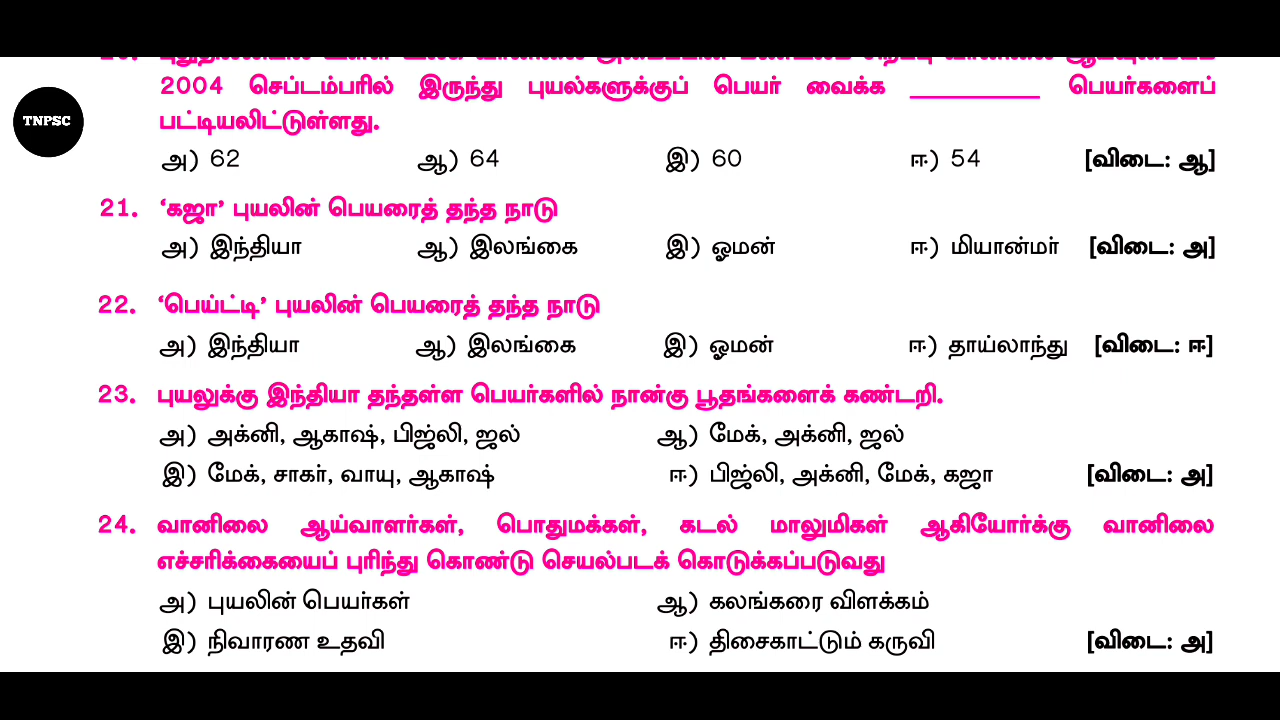 2004 செப்டம்பரில் இருந்து புயல்களுக்குப் பெயர் வைக்க __________ பெயர்களைப்
TNPSC
பட்டியலிட்டுள்ளது.
அ) 62 ஆ) 64 இ) 60 ஈ) 54 [விடை: ஆ]
21. ‘கஜா’ புயலின் பெயரைத் தந்த நாடு
அ) இந்தியா ஆ) இலங்கை இ) ஓமன் ஈ) மியான்மர் [விடை: அ]
22. ‘பெய்ட்டி’ புயலின் பெயரைத் தந்த நாடு
அ) இந்தியா ஆ) இலங்கை இ) ஓமன் ஈ) தாய்லாந்து [விடை: ஈ]
23. புயலுக்கு இந்தியா தந்தள்ள பெயர்களில் நான்கு பூதங்களைக் கண்டறி.
அ) அக்னி, ஆகாஷ், பிஜ்லி, ஜல் ஆ) மேக், அக்னி, ஜல்
இ) மேக், சாகர், வாயு, ஆகாஷ் ஈ) பிஜ்லி, அக்னி, மேக், கஜா [விடை: அ]
24. வானிலை ஆய்வாளர்கள், பொதுமக்கள், கடல் மாலுமிகள் ஆகியோர்க்கு வானிலை
எச்சரிக்கையைப் புரிந்து கொண்டு செயல்படக் கொடுக்கப்படுவது
அ) புயலின் பெயர்கள் ஆ) கலங்கரை விளக்கம்
இ) நிவாரண உதவி ஈ) திசைகாட்டும் கருவி [விடை: அ]